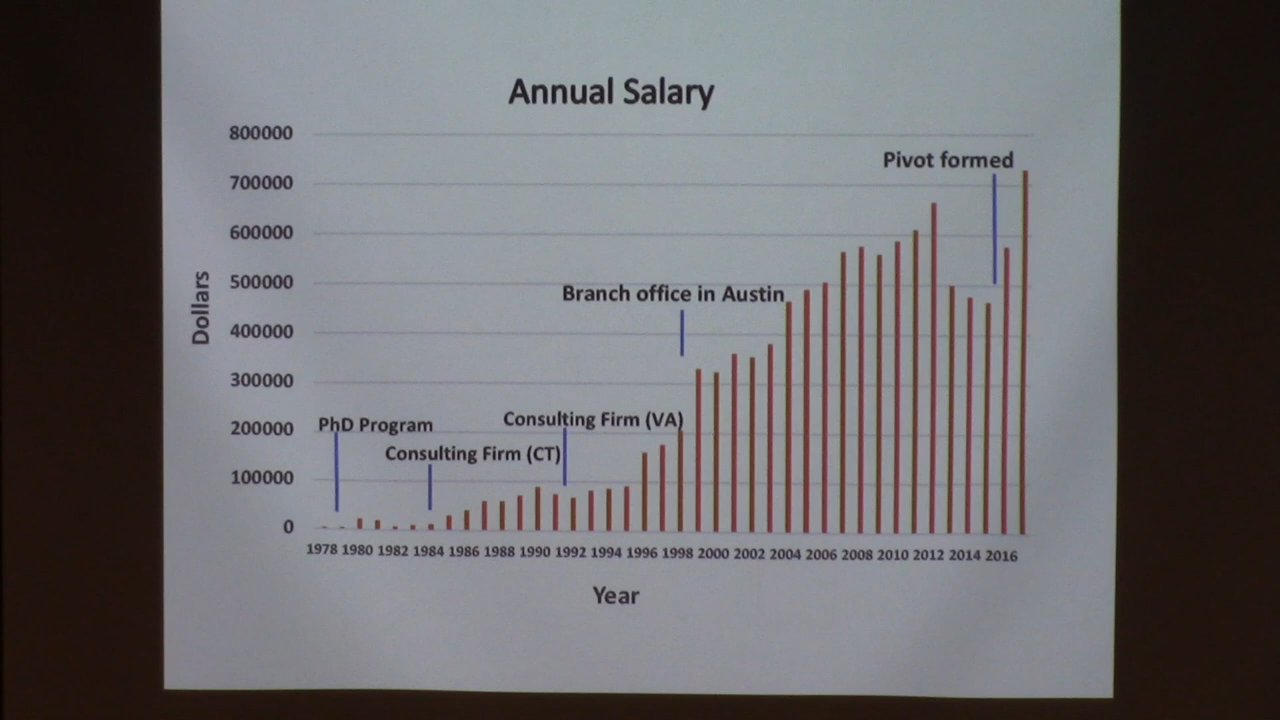 Annual Salary
800000
Pivot formed
700000
600000
500000
Branch office in Austin
Dollars
400000
300000
200000
PhD Program
Consulting Firm (VA)
Consulting Firm (CT)
100000
0
1978 1980 1982 1984 1986 1988 1990 1992 1994 1996 1998 2000 2002 2004 2006 2008 2010 2012 2014 2016
Year